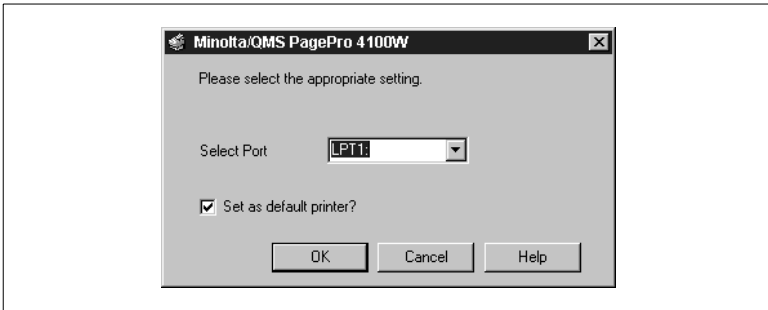 Minolta/QMS PagePro 4100W
Please select the appropriate setting.
Select Port LPT1:
Set as default printer?
OK Cancel Help